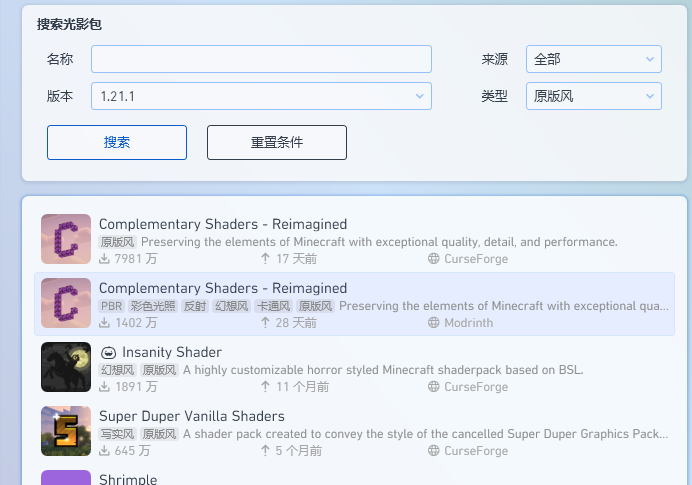 搜索光影包
名称 来源 全部
版本 1.21.1 类型 原版风
搜索 重置条件
Complementary Shaders - Reimagined
原版风 Preserving the elements of Minecraft with exceptional quality, detail, and performance.
7981 万 17 天前 CurseForge
Complementary Shaders - Reimagined
PBR 彩色光照 反射 幻想风 卡通风 原版风 Preserving the elements of Minecraft with exceptional qua...
1402 万 28 天前 Modrinth
Insanity Shader
幻想风 原版风 A highly customizable horror styled Minecraft shaderpack based on BSL.
1891 万 11 个月前 CurseForge
Super Duper Vanilla Shaders
写实风 原版风 A shader pack created to convey the style of the cancelled Super Duper Graphics Pack...
645 万 5 个月前 CurseForge
Shrimple